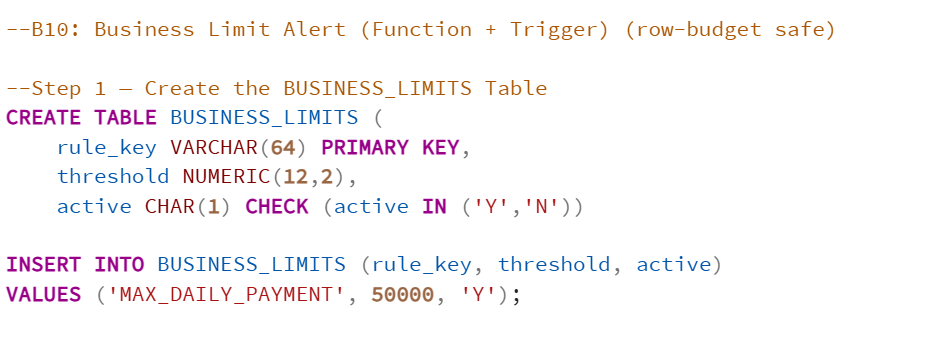 --B10: Business Limit Alert (Function + Trigger) (row-budget safe)
--Step 1 — Create the BUSINESS_LIMITS Table
CREATE TABLE BUSINESS_LIMITS (
rule_key VARCHAR(64) PRIMARY KEY,
threshold NUMERIC(12,2),
active CHAR(1) CHECK (active IN ('Y','N'))
INSERT INTO BUSINESS_LIMITS (rule_key, threshold, active)
VALUES ('MAX_DAILY_PAYMENT', 50000, 'Y');